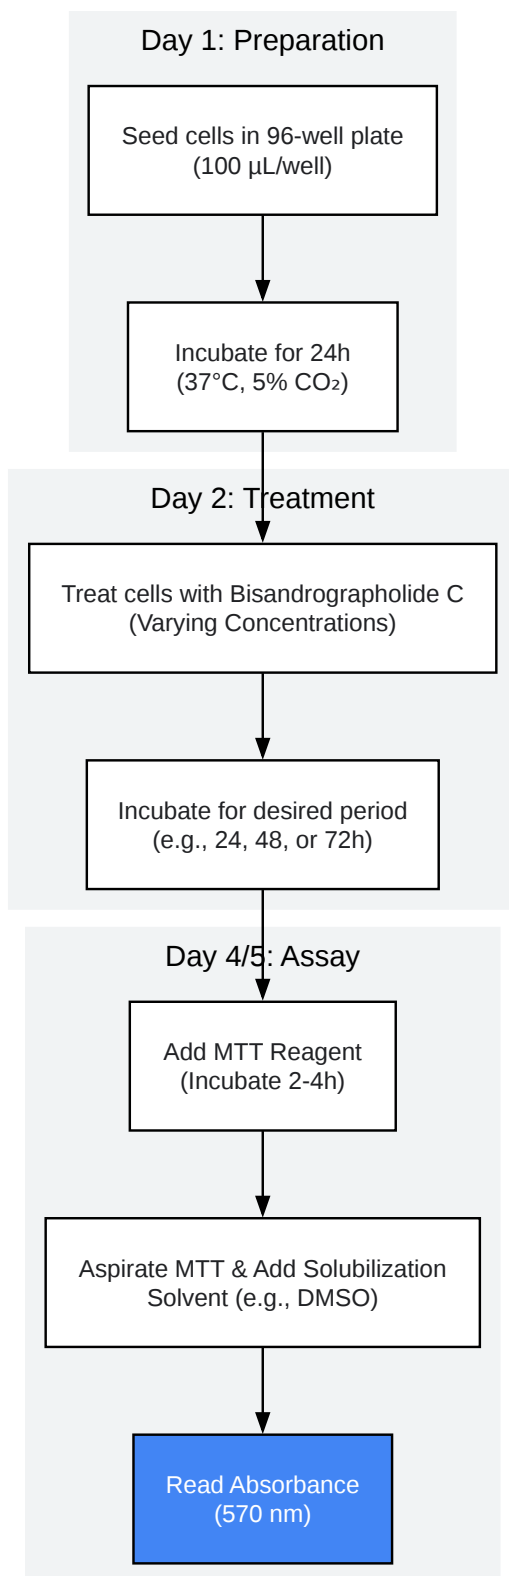 Day 1: Preparation
Seed cells in 96-well plate
(100 µL/well)
Incubate for 24h
(37°C, 5% CO₂)
Day 2: Treatment
Treat cells with Bisandrographolide C
(Varying Concentrations)
Incubate for desired period
(e.g., 24, 48, or 72h)
Day 4/5: Assay
Add MTT Reagent
(Incubate 2-4h)
Aspirate MTT & Add Solubilization
Solvent (e.g., DMSO)
Read Absorbance
(570 nm)